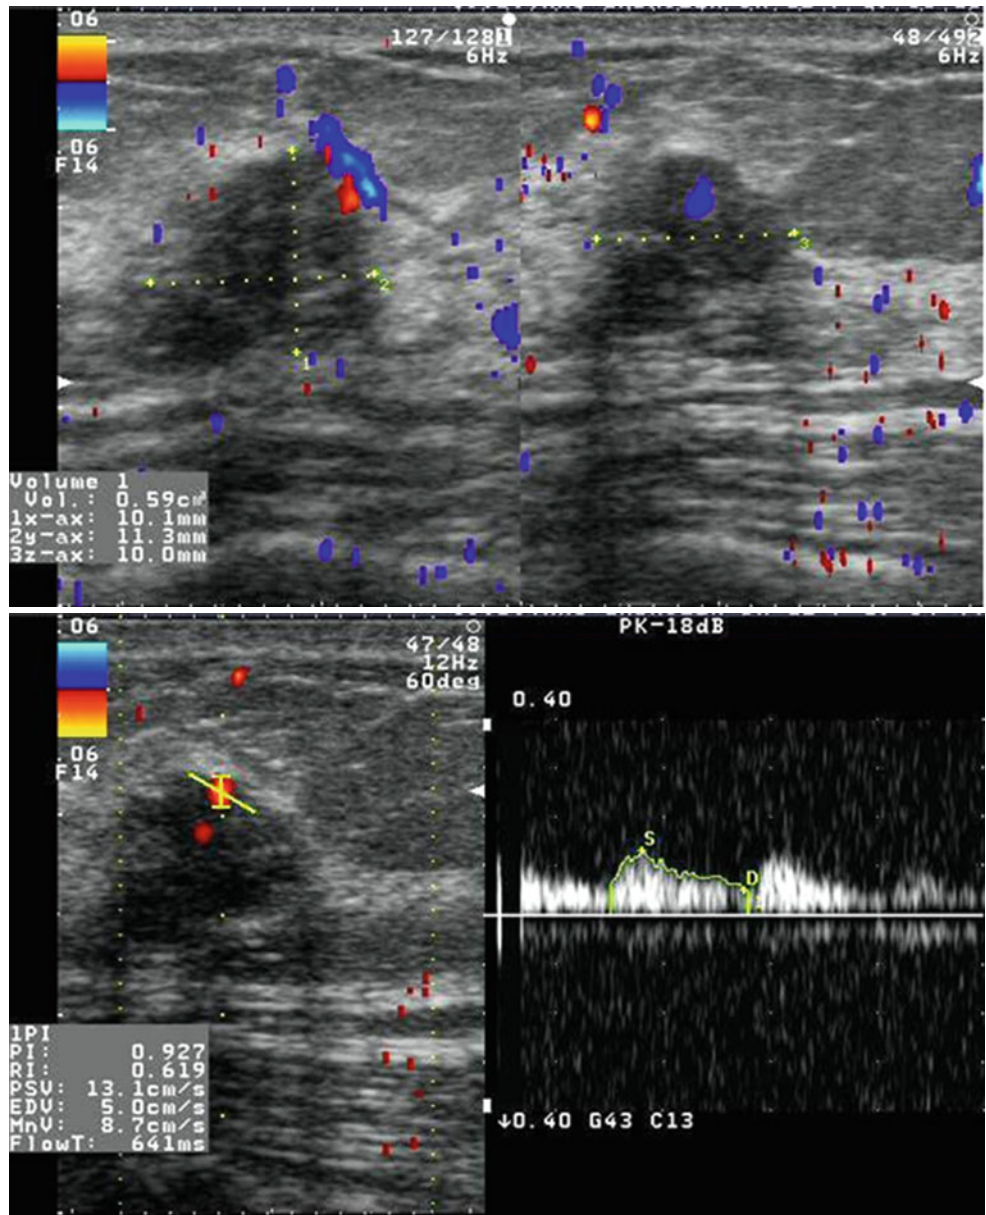 .06
127/128 1
6Hz
48/49 2
6Hz
.06
F14
1
2
3
Volume 1
Vol.: 0.59cm³
1x-ax: 10.1mm
2y-ax: 11.3mm
3z-ax: 10.0mm
.06
47/48
12Hz
60deg
PK-18dB
0.40
.06
F14
S
D
1PI
PI: 0.927
RI: 0.619
PSV: 13.1cm/s
EDV: 5.0cm/s
MnV: 8.7cm/s
FlowT: 641ms
↓0.40 G43 C13